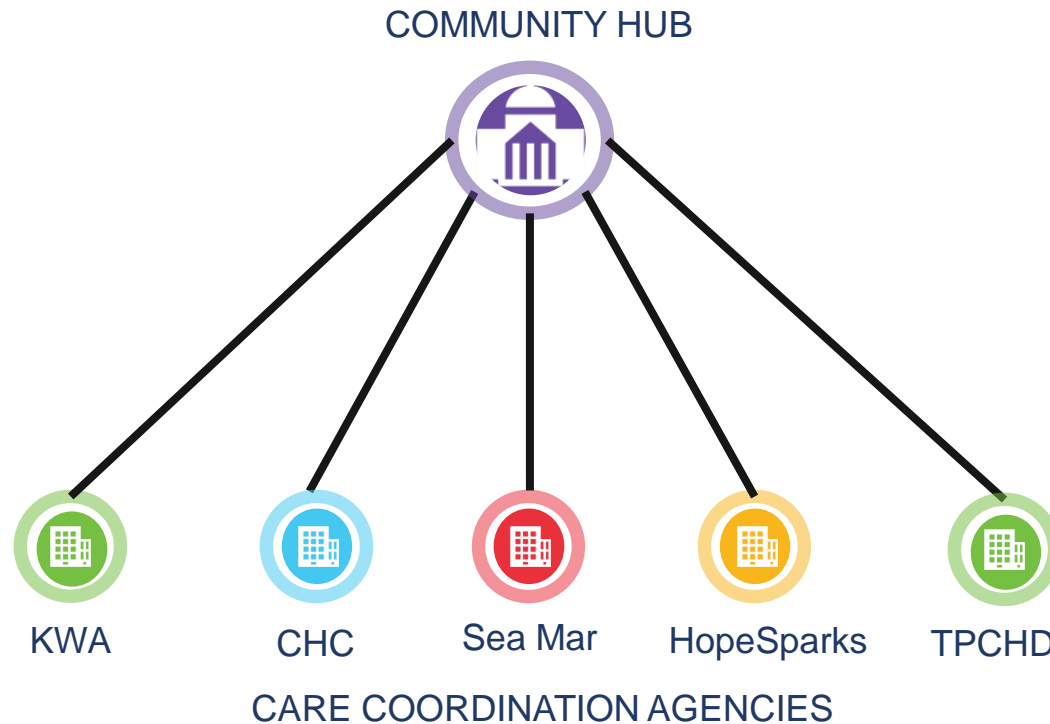 COMMUNITY HUB
KWA
CHC
Sea Mar
HopeSparks
TPCHD
CARE COORDINATION AGENCIES